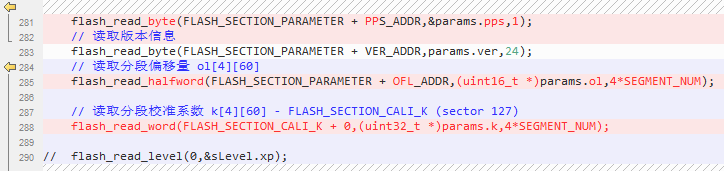 281 flash_read_byte(FLASH_SECTION_PARAMETER + PPS_ADDR,&params.pps,1);
282 // 读取版本信息
283 flash_read_byte(FLASH_SECTION_PARAMETER + VER_ADDR,params.ver,24);
284 // 读取分段偏移量 ol[4][60]
285 flash_read_halfword(FLASH_SECTION_PARAMETER + OFL_ADDR,(uint16_t *)params.ol,4*SEGMENT_NUM);
286
287 // 读取分段校准系数 k[4][60] - FLASH_SECTION_CALI_K (sector 127)
288 flash_read_word(FLASH_SECTION_CALI_K + 0,(uint32_t *)params.k,4*SEGMENT_NUM);
289
290 // flash_read_level(0,&sLevel.xp);